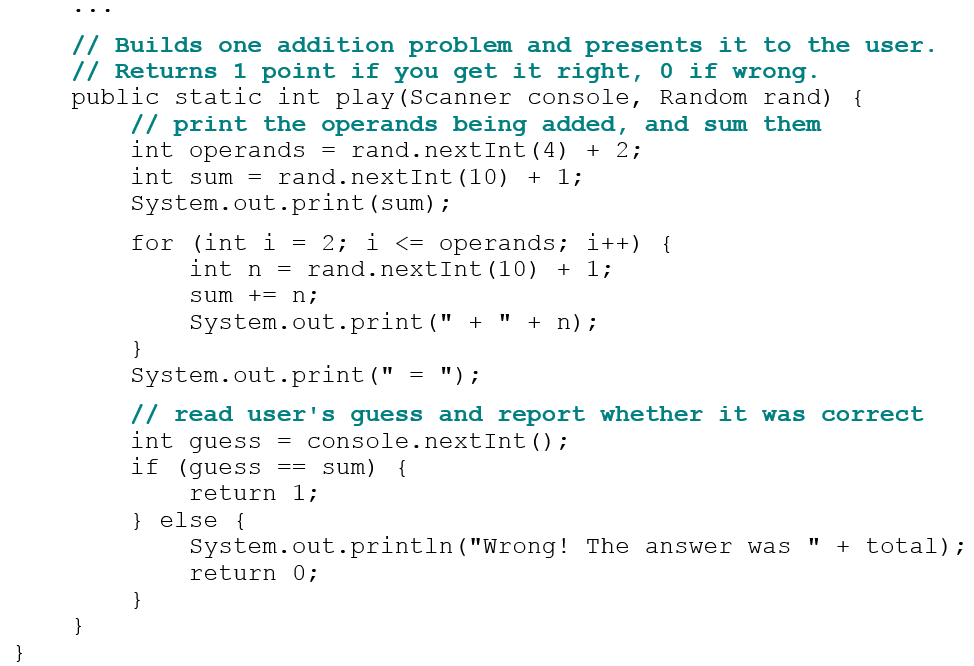 ...
// Builds one addition problem and presents it to the user.
// Returns 1 point if you get it right, 0 if wrong.
public static int play(Scanner console, Random rand) {
// print the operands being added, and sum them
int operands = rand.nextInt(4) + 2;
int sum = rand.nextInt(10) + 1;
System.out.print(sum);
for (int i = 2; i <= operands; i++) {
int n = rand.nextInt(10) + 1;
sum += n;
System.out.print(" + " + n);
}
System.out.print(" = ");
// read user's guess and report whether it was correct
int guess = console.nextInt();
if (guess == sum) {
return 1;
} else {
System.out.println("Wrong! The answer was " + total);
return 0;
}
}
}